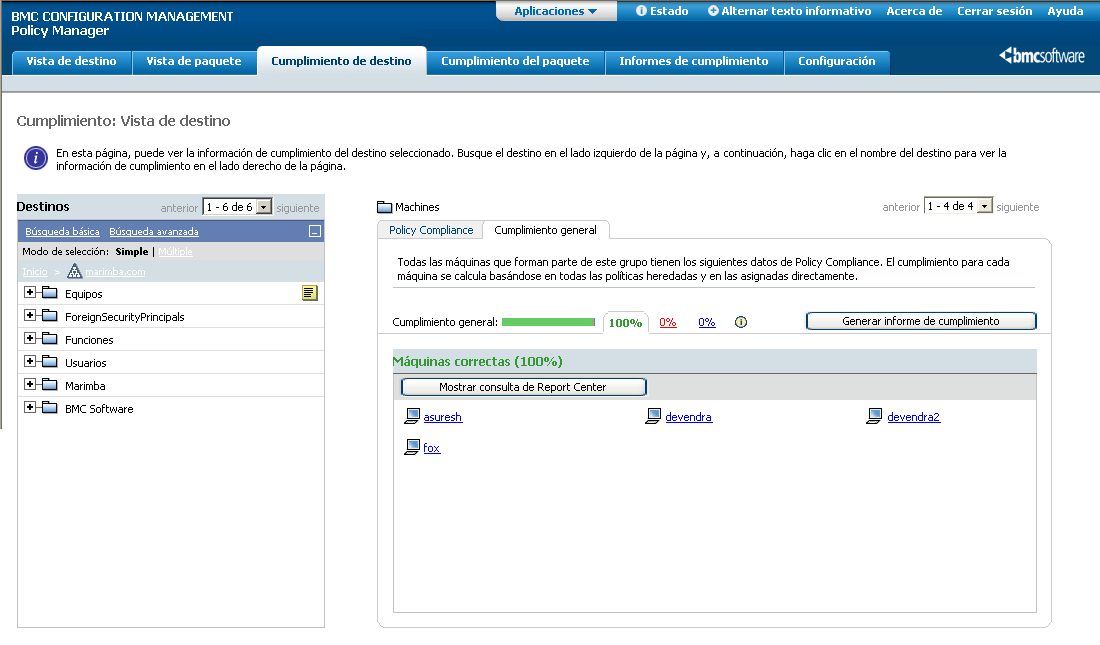 BMC CONFIGURATION MANAGEMENT
Policy Manager
Aplicaciones
Estado
Alternar texto informativo
Acerca de
Cerrar sesión
Ayuda
Vista de destino
Vista de paquete
Cumplimiento de destino
Cumplimiento del paquete
Informes de cumplimiento
Configuración
bmcsoftware
Cumplimiento: Vista de destino
En esta página, puede ver la información de cumplimiento del destino seleccionado. Busque el destino en el lado izquierdo de la página y, a continuación, haga clic en el nombre del destino para ver la
información de cumplimiento en el lado derecho de la página.
Destinos
anterior 1 - 6 de 6 siguiente
Búsqueda básica Búsqueda avanzada
Modo de selección: Simple | Múltiple
Inicio > marimba.com
Equipos
ForeignSecurityPrincipals
Funciones
Usuarios
Marimba
BMC Software
Machines
anterior 1 - 4 de 4 siguiente
Policy Compliance
Cumplimiento general
Todas las máquinas que forman parte de este grupo tienen los siguientes datos de Policy Compliance. El cumplimiento para cada
máquina se calcula basándose en todas las políticas heredadas y en las asignadas directamente.
Cumplimiento general: 100% 0% 0%
Generar informe de cumplimiento
Máquinas correctas (100%)
Mostrar consulta de Report Center
asuresh
devendra
devendra2
fox